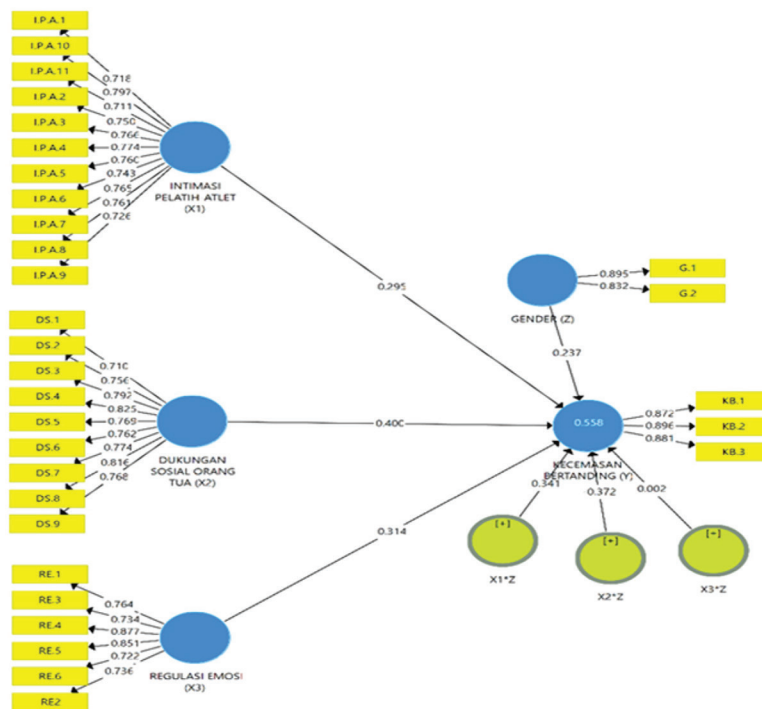 I.P.A.1
I.P.A.10
I.P.A.11
I.P.A.2
I.P.A.3
I.P.A.4
I.P.A.5
I.P.A.6
I.P.A.7
I.P.A.8
I.P.A.9
0.718
0.797
0.711
0.750
0.766
0.774
0.760
0.743
0.765
0.761
0.726
INTIMASI
PELATIH ATLET
(X1)
0.295
0.895
0.832
G.1
G.2
GENDER (Z)
0.237
DS.1
DS.2
DS.3
DS.4
DS.5
DS.6
DS.7
DS.8
DS.9
0.710
0.756
0.792
0.825
0.769
0.762
0.774
0.816
0.768
DUKUNGAN
SOSIAL ORANG
TUA (X2)
0.400
0.558
0.872
0.896
0.881
KB.1
KB.2
KB.3
KECEMASAN
BERTANDING (Y)
0.341
0.372
0.002
[+]
X1*Z
[+]
X2*Z
[+]
X3*Z
0.314
RE.1
RE.3
RE.4
RE.5
RE.6
RE2
0.764
0.734
0.877
0.851
0.722
0.736
REGULASI EMOSI
(X3)